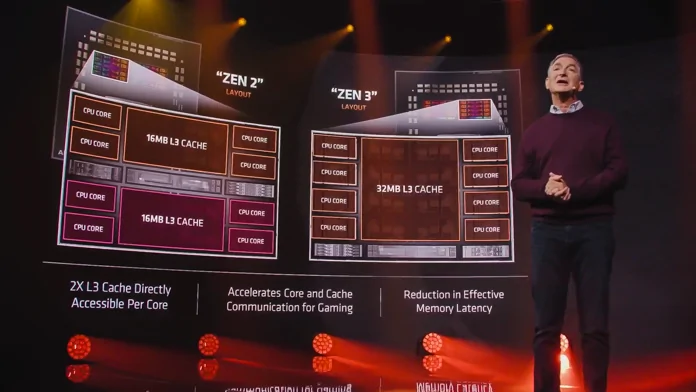 "ZEN 2"
LAYOUT
CPU CORE
CPU CORE
16MB L3 CACHE
CPU CORE
CPU CORE
CPU CORE
CPU CORE
16MB L3 CACHE
CPU CORE
CPU CORE
"ZEN 3"
LAYOUT
CPU CORE
CPU CORE
CPU CORE
CPU CORE
32MB L3 CACHE
CPU CORE
CPU CORE
CPU CORE
CPU CORE
2X L3 Cache Directly
Accessible Per Core
Accelerates Core and Cache
Communication for Gaming
Reduction in Effective
Memory Latency